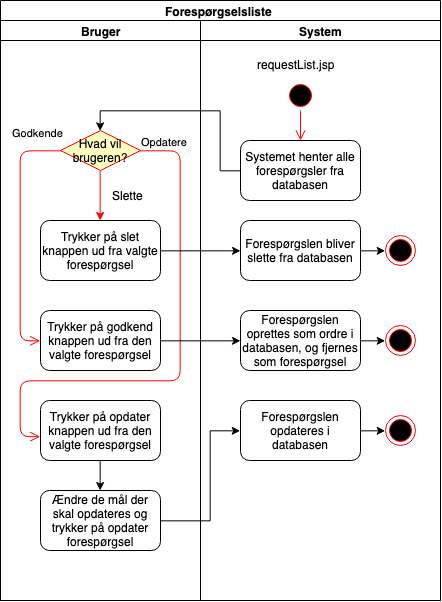 Forespørgselsliste
Bruger
System
requestList.jsp
Godkende
Hvad vil
brugeren?
Opdatere
Systemet henter alle
forespørgsler fra
databasen
Slette
Trykker på slet
knappen ud fra valgte
forespørgsel
Forespørgslen bliver
slette fra databasen
Trykker på godkend
knappen ud fra den
valgte forespørgsel
Forespørgslen
oprettes som ordre i
databasen, og fjernes
som forespørgsel
Trykker på opdater
knappen ud fra den
valgte forespørgsel
Forespørgslen
opdateres i
databasen
Ændre de mål der
skal opdateres og
trykker på opdater
forespørgsel